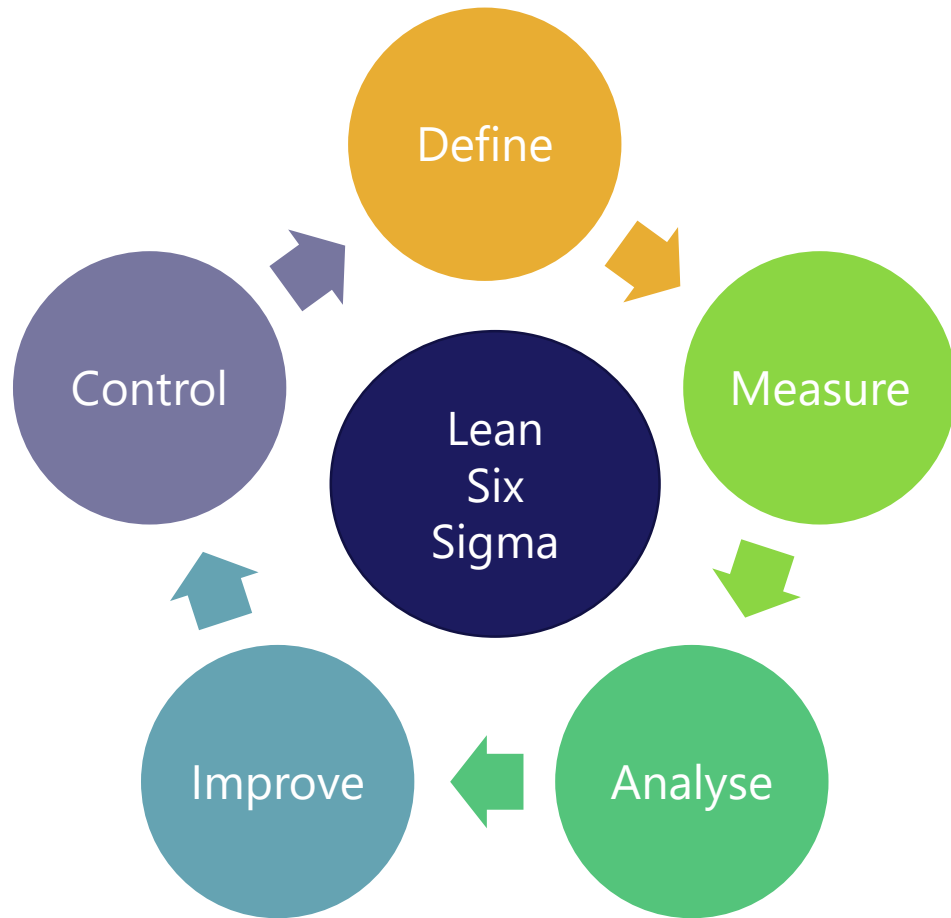 Define
Measure
Analyse
Improve
Control
Lean
Six
Sigma